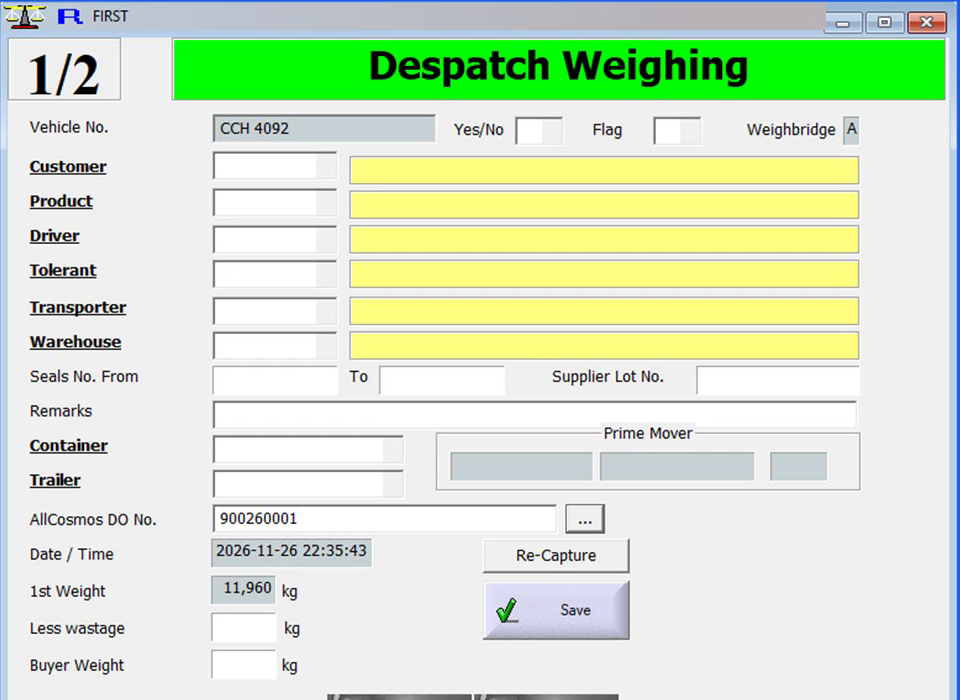 R FIRST
1/2
Despatch Weighing
Vehicle No. CCH 4092 Yes/No Flag Weighbridge A
Customer
Product
Driver
Tolerant
Transporter
Warehouse
Seals No. From To Supplier Lot No.
Remarks
Prime Mover
Container
Trailer
AllCosmos DO No. 900260001 ...
Date / Time 2026-11-26 22:35:43 Re-Capture
1st Weight 11,960 kg
Save
Less wastage kg
Buyer Weight kg